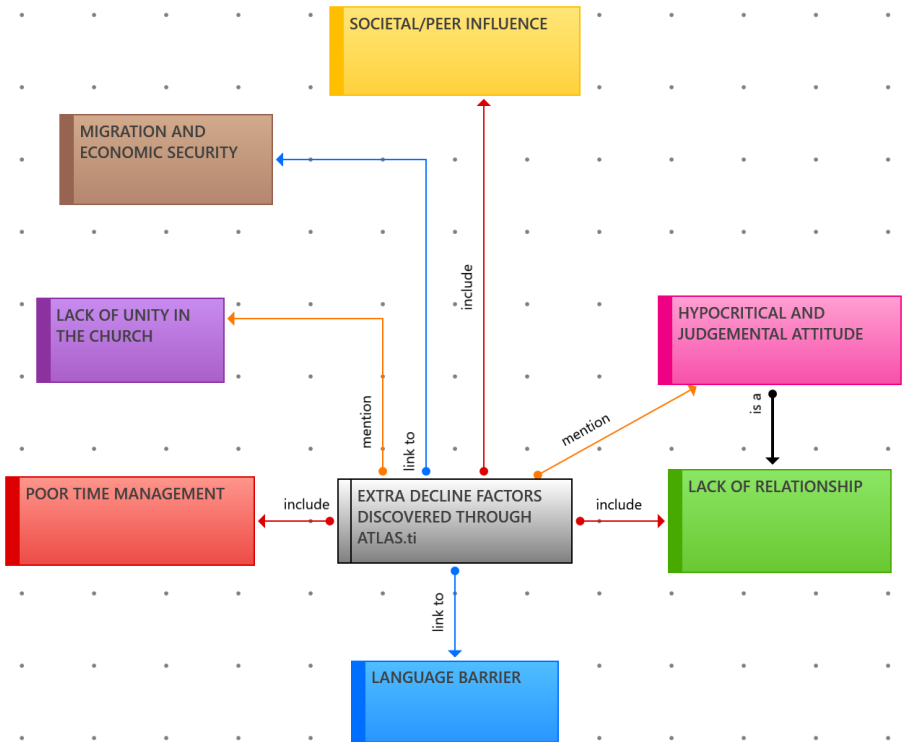 SOCIETAL/PEER INFLUENCE
MIGRATION AND
ECONOMIC SECURITY
include
LACK OF UNITY IN
THE CHURCH
HYPOCRITICAL AND
JUDGEMENTAL ATTITUDE
mention
link to
mention
is a
POOR TIME MANAGEMENT
include
EXTRA DECLINE FACTORS
DISCOVERED THROUGH
ATLAS.ti
include
LACK OF RELATIONSHIP
link to
LANGUAGE BARRIER